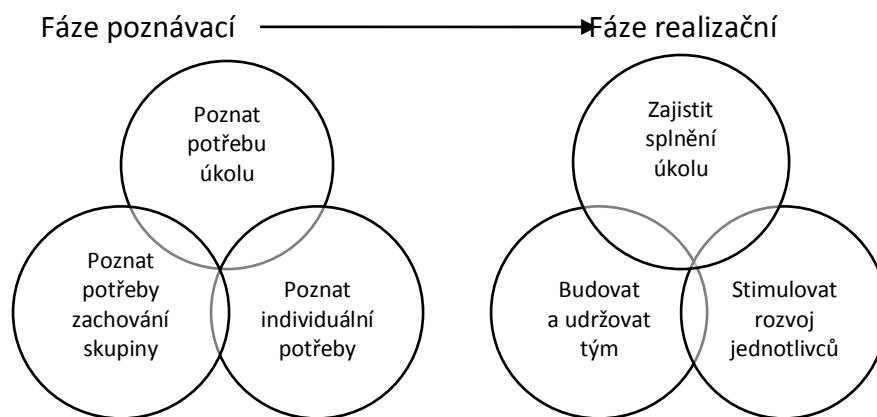 Fáze poznávací
Fáze realizační
Poznat
potřebu
úkolu
Poznat
potřeby
zachování
skupiny
Poznat
individuální
potřeby
Zajistit
splnění
úkolu
Budovat
a udržovat
tým
Stimulovat
rozvoj
jednotlivců